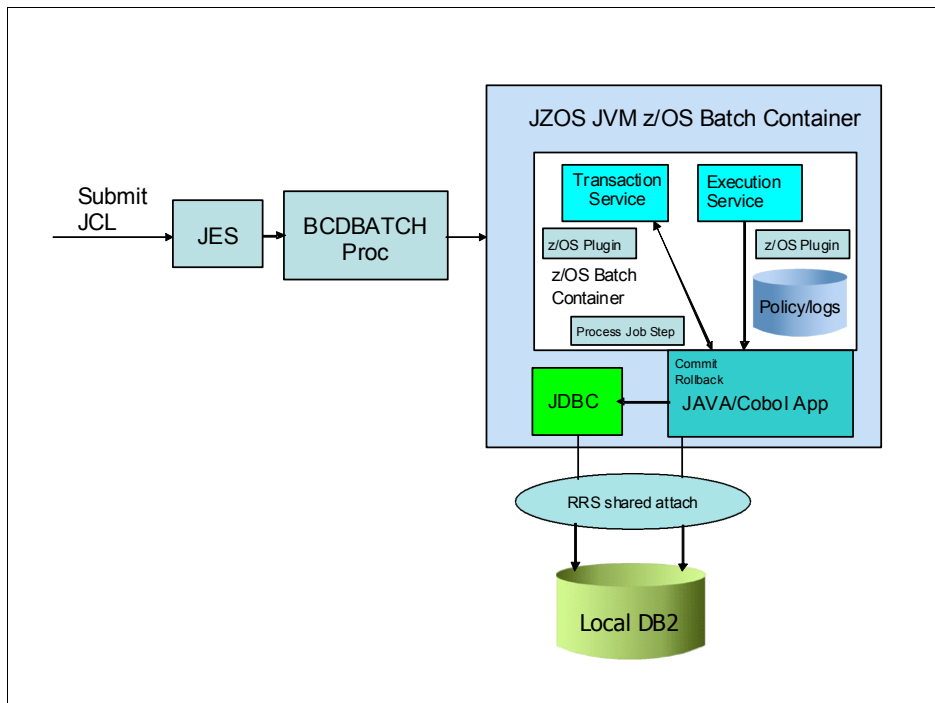 JZOS JVM z/OS Batch Container
Submit
JCL
JES
BCDBATCH
Proc
Transaction
Service
Execution
Service
z/OS Plugin
z/OS Plugin
z/OS Batch
Container
Policy/logs
Process Job Step
Commit
Rollback
JAVA/Cobol App
JDBC
RRS shared attach
Local DB2